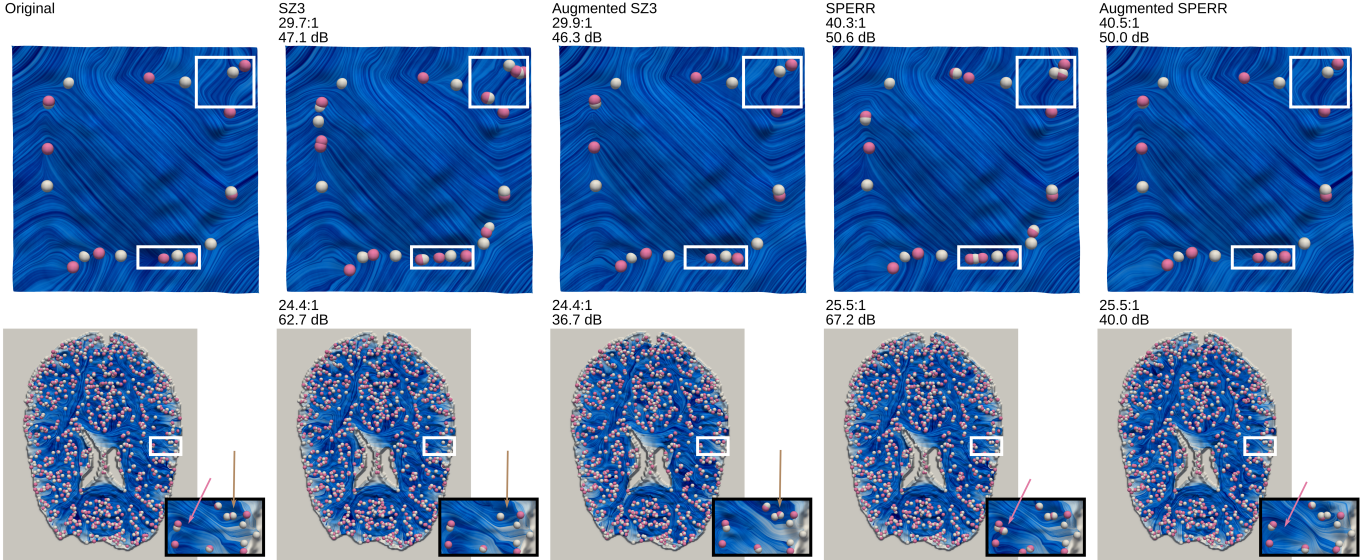 Original
SZ3
29.7:1
47.1 dB
Augmented SZ3
29.9:1
46.3 dB
SPERR
40.3:1
50.6 dB
Augmented SPERR
40.5:1
50.0 dB
24.4:1
62.7 dB
24.4:1
36.7 dB
25.5:1
67.2 dB
25.5:1
40.0 dB